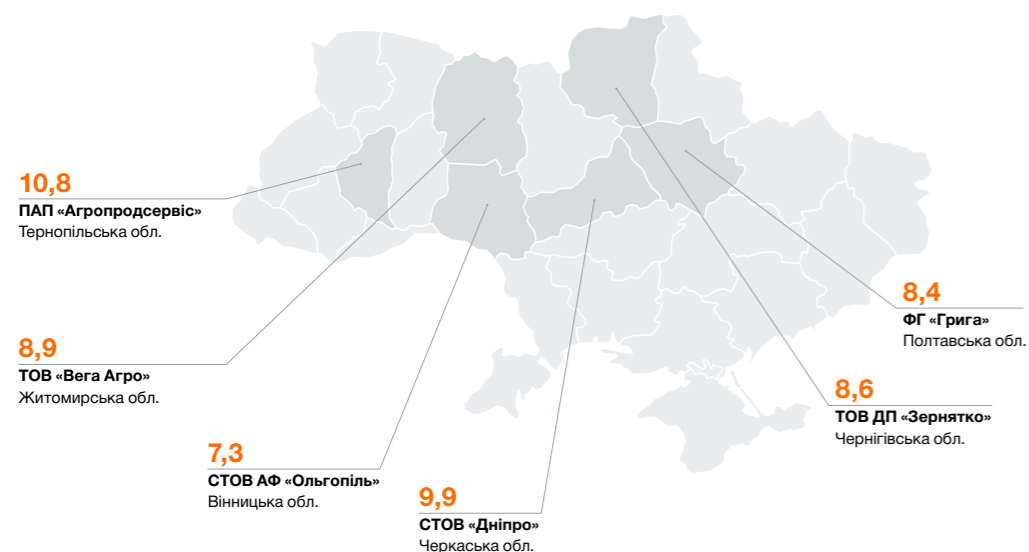 10,8
ПАП «Агропродсервіс»
Тернопільська обл.
8,9
ТОВ «Вега Агро»
Житомирська обл.
7,3
СТОВ АФ «Ольгопіль»
Вінницька обл.
9,9
СТОВ «Дніпро»
Черкаська обл.
8,4
ФГ «Грига»
Полтавська обл.
8,6
ТОВ ДП «Зернятко»
Чернігівська обл.